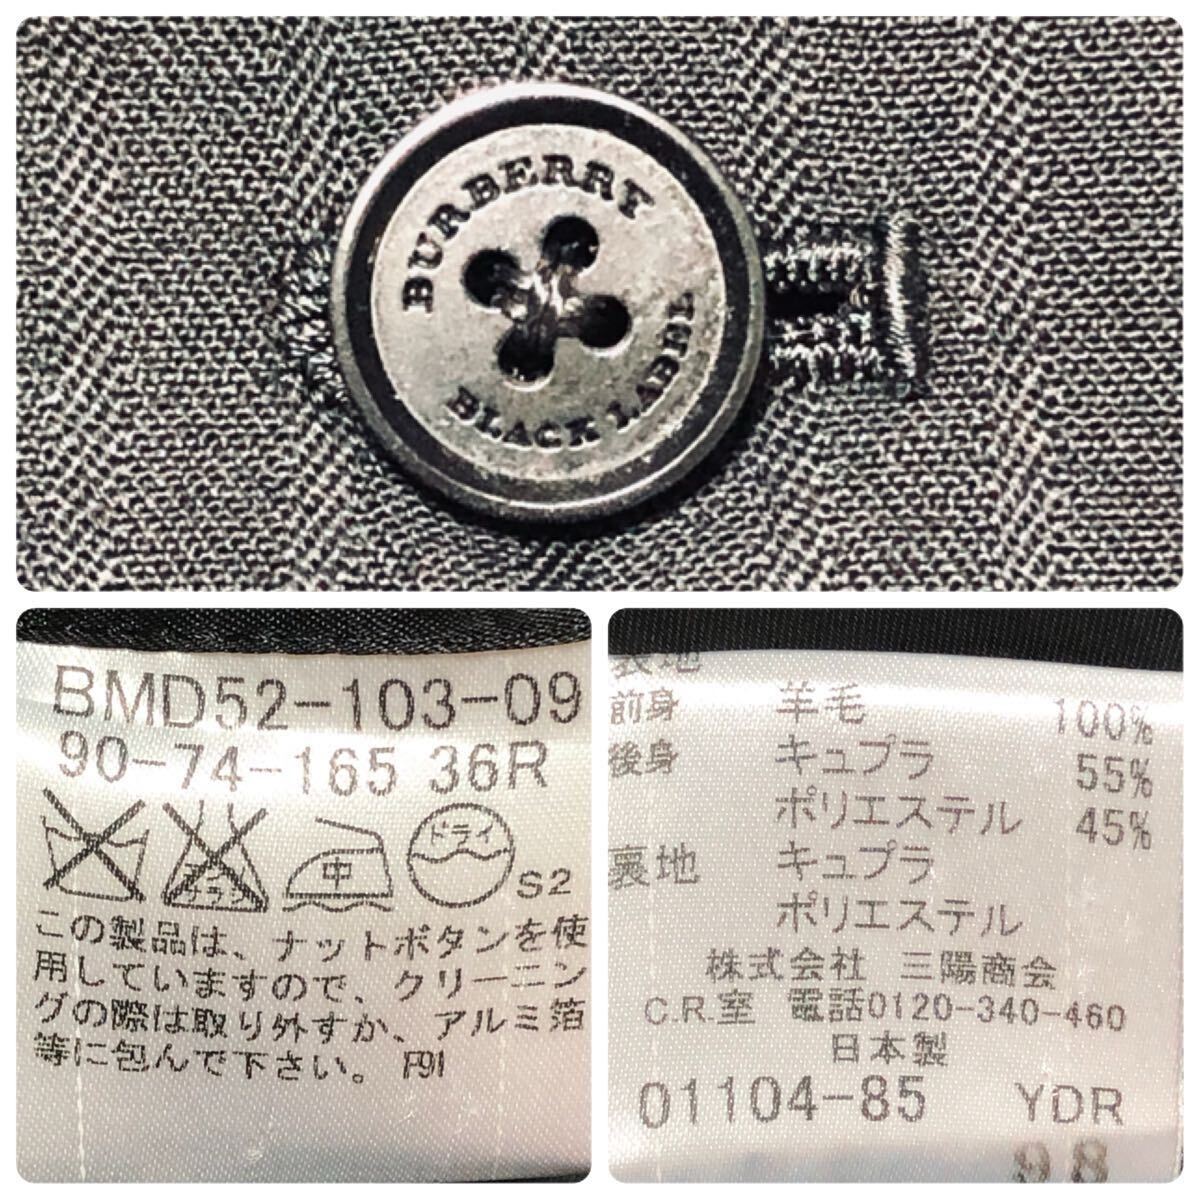 BURBERRY
BLACK LABEL
BMD52-103-09
90-74-165 36R
中
ドライ
S2
この製品は、ナットボタンを使
用していますので、クリーニン
グの際は取り外すか、アルミ箔
等に包んで下さい。 F91
表地
前身 羊毛 100%
後身 キュプラ 55%
ポリエステル 45%
裏地 キュプラ
ポリエステル
株式会社 三陽商会
C.R.室 電話0120-340-460
日本製
01104-85 YDR
98